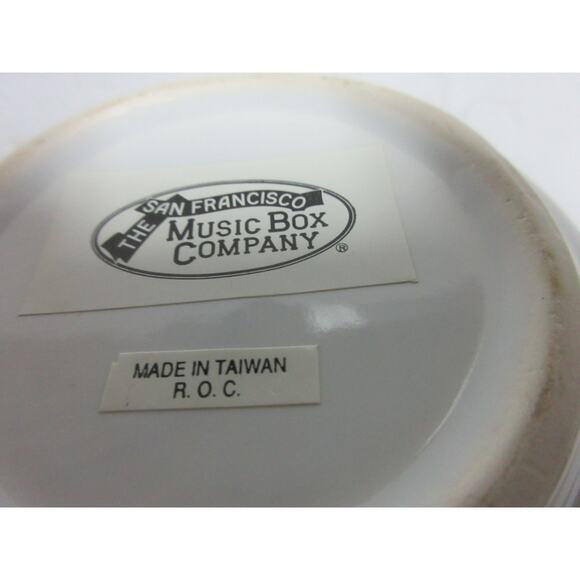 THE SAN FRANCISCO
MUSIC BOX
COMPANY ®
MADE IN TAIWAN
R. O. C.